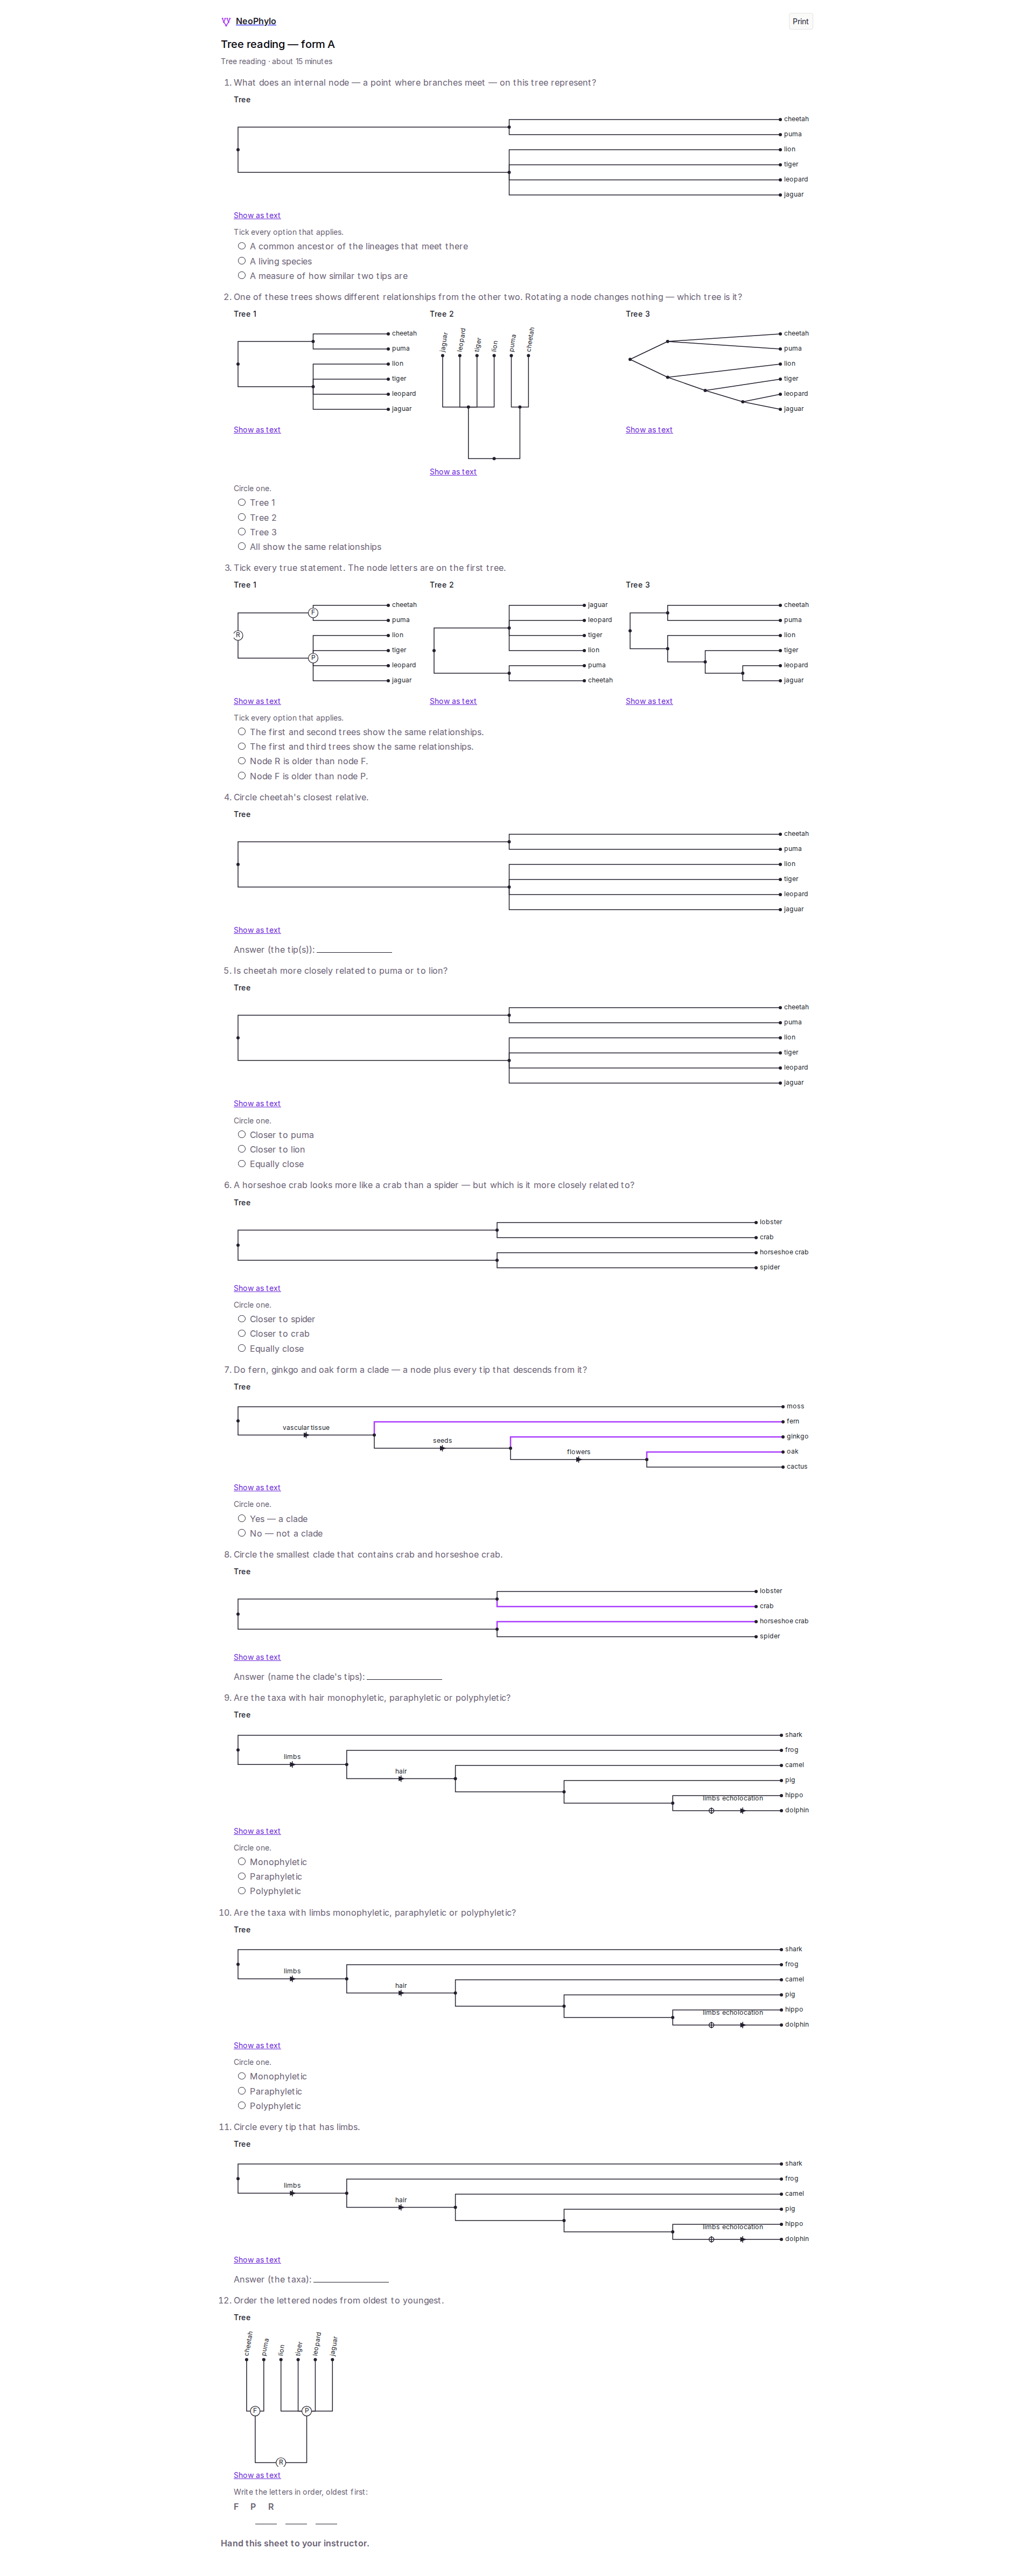 NeoPhylo
Print
Tree reading — form A
Tree reading · about 15 minutes
1. What does an internal node — a point where branches meet — on this tree represent?
Tree
cheetah
puma
lion
tiger
leopard
jaguar
Show as text
Tick every option that applies.
A common ancestor of the lineages that meet there
A living species
A measure of how similar two tips are
2. One of these trees shows different relationships from the other two. Rotating a node changes nothing — which tree is it?
Tree 1
cheetah
puma
lion
tiger
leopard
jaguar
Show as text
Tree 2
jaguar
leopard
tiger
lion
puma
cheetah
Show as text
Tree 3
cheetah
puma
lion
tiger
leopard
jaguar
Show as text
Circle one.
Tree 1
Tree 2
Tree 3
All show the same relationships
3. Tick every true statement. The node letters are on the first tree.
Tree 1
F
R
P
cheetah
puma
lion
tiger
leopard
jaguar
Show as text
Tree 2
jaguar
leopard
tiger
lion
puma
cheetah
Show as text
Tree 3
cheetah
puma
lion
tiger
leopard
jaguar
Show as text
Tick every option that applies.
The first and second trees show the same relationships.
The first and third trees show the same relationships.
Node R is older than node F.
Node F is older than node P.
4. Circle cheetah's closest relative.
Tree
cheetah
puma
lion
tiger
leopard
jaguar
Show as text
Answer (the tip(s)):
5. Is cheetah more closely related to puma or to lion?
Tree
cheetah
puma
lion
tiger
leopard
jaguar
Show as text
Circle one.
Closer to puma
Closer to lion
Equally close
6. A horseshoe crab looks more like a crab than a spider — but which is it more closely related to?
Tree
lobster
crab
horseshoe crab
spider
Show as text
Circle one.
Closer to spider
Closer to crab
Equally close
7. Do fern, ginkgo and oak form a clade — a node plus every tip that descends from it?
Tree
moss
fern
vascular tissue
ginkgo
seeds
oak
flowers
cactus
Show as text
Circle one.
Yes — a clade
No — not a clade
8. Circle the smallest clade that contains crab and horseshoe crab.
Tree
lobster
crab
horseshoe crab
spider
Show as text
Answer (name the clade's tips):
9. Are the taxa with hair monophyletic, paraphyletic or polyphyletic?
Tree
shark
frog
limbs
camel
hair
pig
hippo
limbs echolocation
dolphin
Show as text
Circle one.
Monophyletic
Paraphyletic
Polyphyletic
10. Are the taxa with limbs monophyletic, paraphyletic or polyphyletic?
Tree
shark
frog
limbs
camel
hair
pig
hippo
limbs echolocation
dolphin
Show as text
Circle one.
Monophyletic
Paraphyletic
Polyphyletic
11. Circle every tip that has limbs.
Tree
shark
frog
limbs
camel
hair
pig
hippo
limbs echolocation
dolphin
Show as text
Answer (the taxa):
12. Order the lettered nodes from oldest to youngest.
Tree
cheetah
puma
lion
tiger
leopard
jaguar
F
P
R
Show as text
Write the letters in order, oldest first:
F P R
Hand this sheet to your instructor.